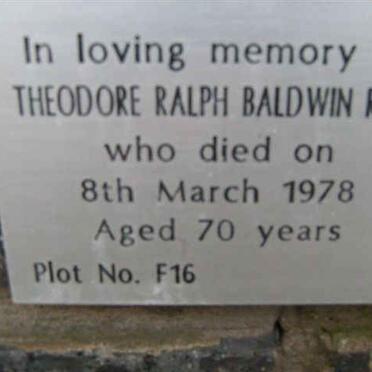 In loving memory
THEODORE RALPH BALDWIN
who died on
8th March 1978
Aged 70 years
Plot No. F16